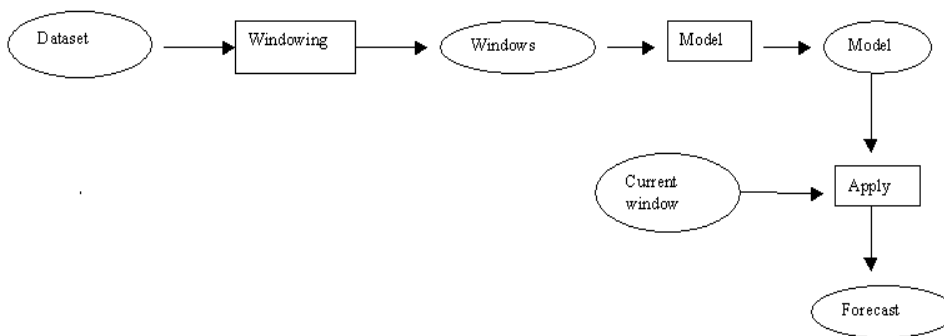 Dataset
Windowing
Windows
Model
Model
Current
window
Apply
Forecast